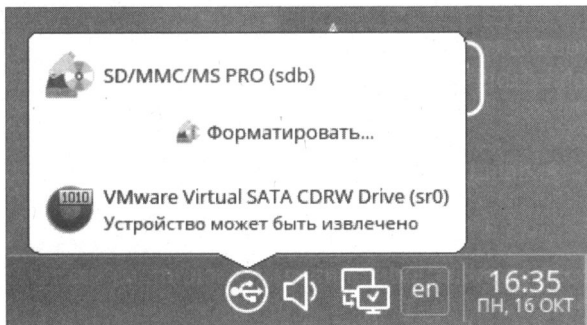 SD/MMC/MS PRO (sdb)
Форматировать...
1010
VMware Virtual SATA CDRW Drive (sr0)
Устройство может быть извлечено
en
16:35
ПН, 16 ОКТ